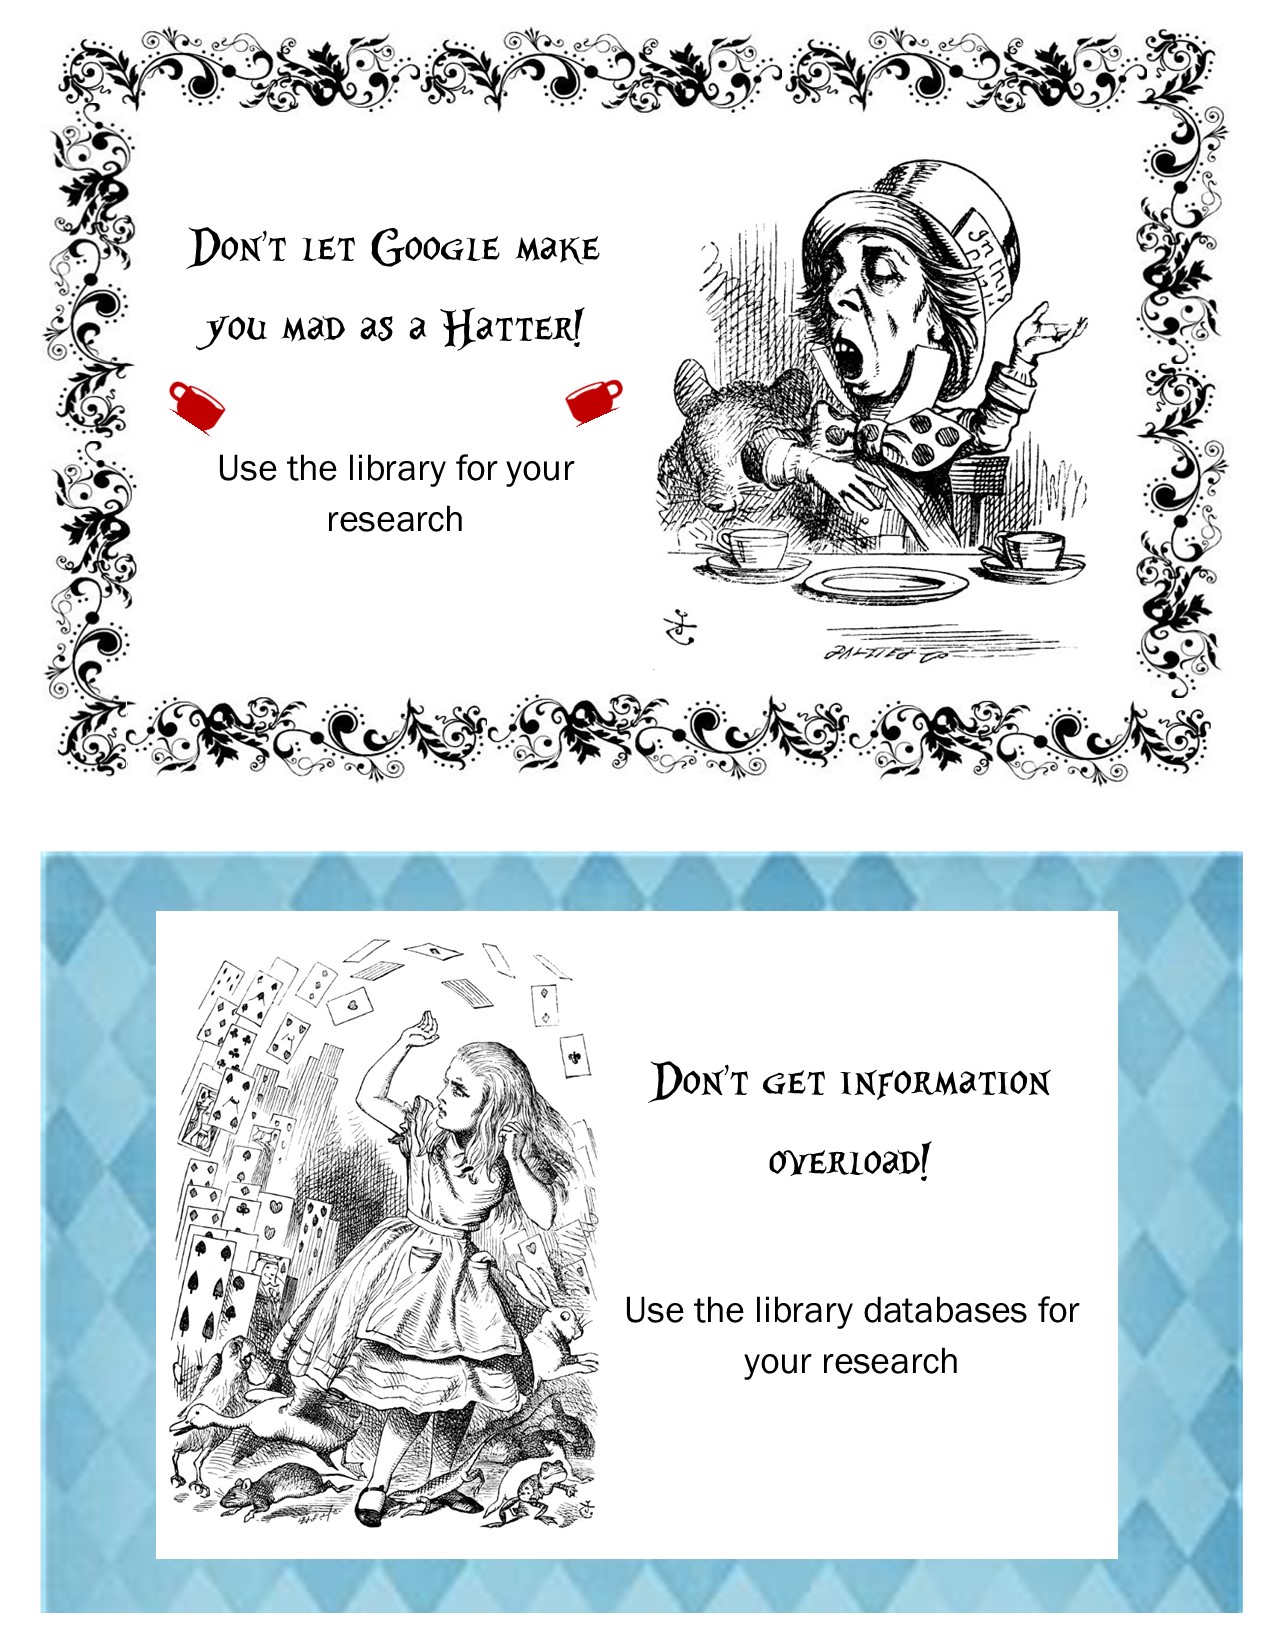 Don't let Google make
you mad as a Hatter!
Use the library for your
research
Don't get information
overload!
Use the library databases for
your research